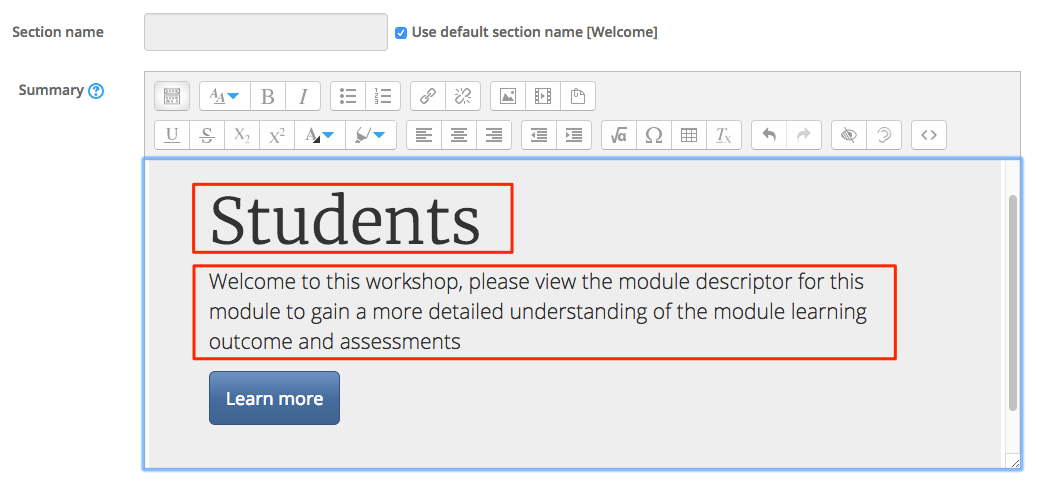 Section name
Use default section name [Welcome]
Summary
Students
Welcome to this workshop, please view the module descriptor for this
module to gain a more detailed understanding of the module learning
outcome and assessments
Learn more